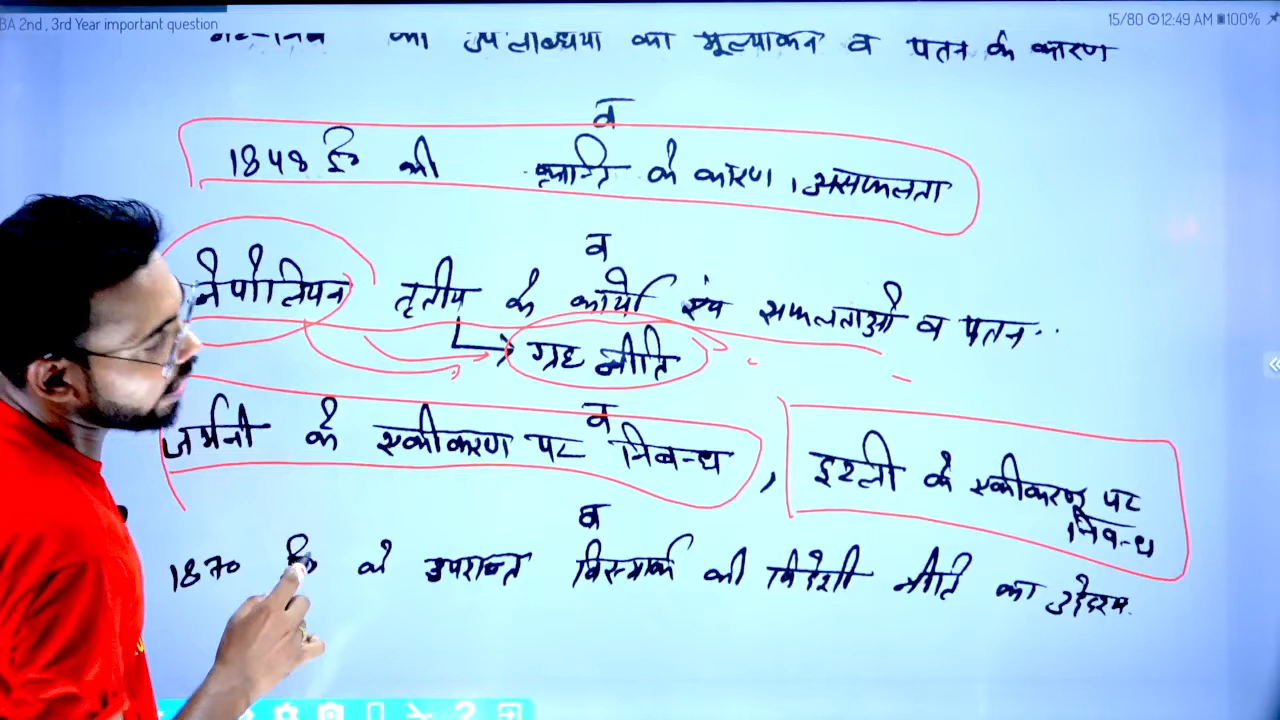 BA 2nd , 3rd Year important question
15/80 12:49 AM 100%
का उपलब्धियों का मूल्यांकन व पतन के कारण
व
1848 ई० की क्रान्ति के कारण, असफलता
व
नेपोलियन तृतीय के कार्यो एवं सफलताओं व पतन..
ग्रह नीति
व
जर्मनी के एकीकरण पर निबन्ध , इटली के एकीकरण पर
निबन्ध
व
1870 ई० के उपरान्त बिस्मार्क की विदेशी नीति का उद्देश्य.